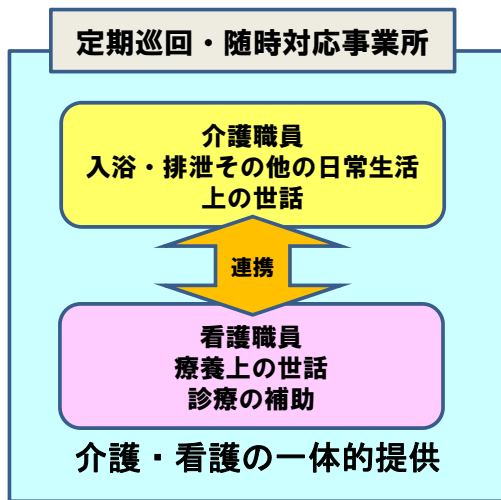 定期巡回・随時対応事業所
介護職員
入浴・排泄その他の日常生活
上の世話
連携
看護職員
療養上の世話
診療の補助
介護・看護の一体的提供